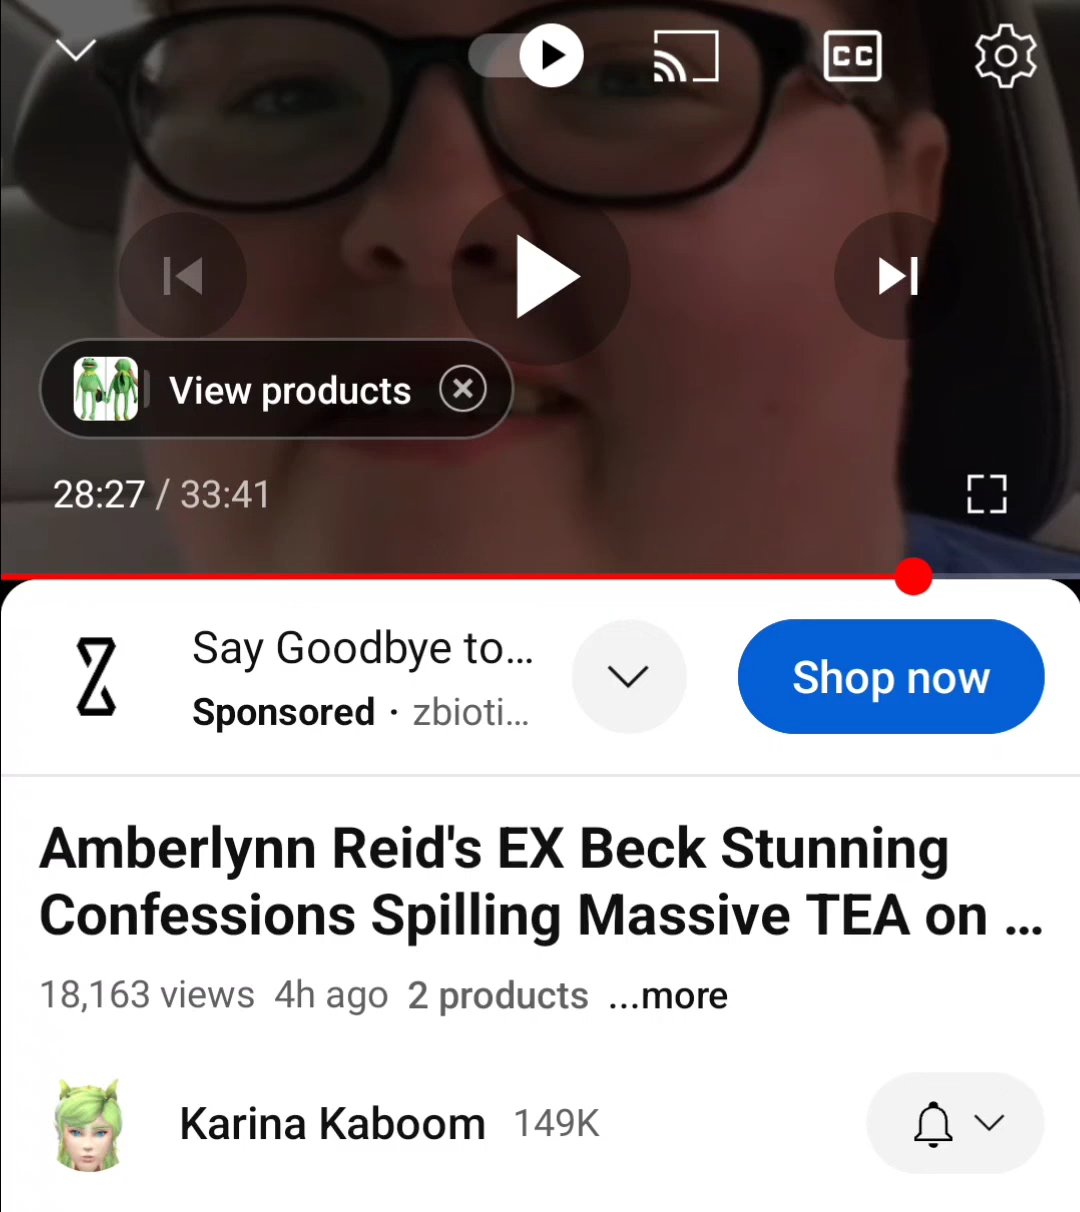 CC
View products
28:27 / 33:41
Say Goodbye to...
Sponsored · zbioti...
Shop now
Amberlynn Reid's EX Beck Stunning
Confessions Spilling Massive TEA on ...
18,163 views 4h ago 2 products ...more
Karina Kaboom 149K